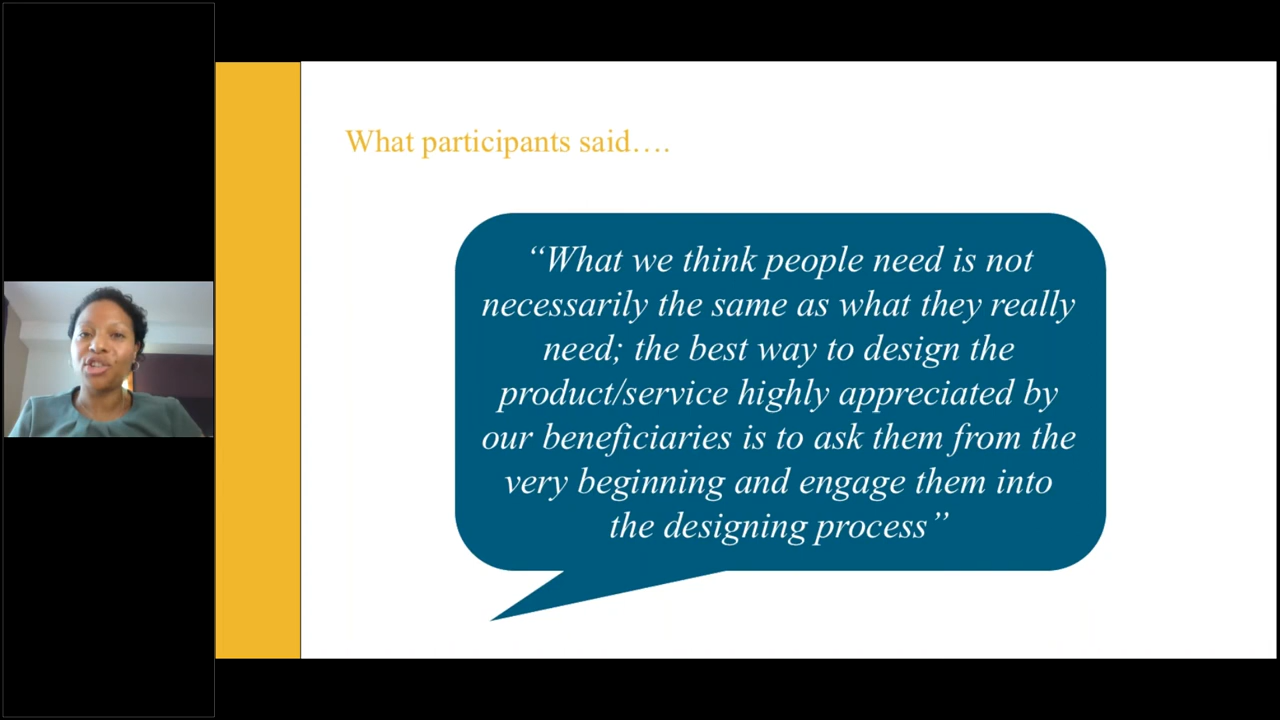 What participants said….
“What we think people need is not
necessarily the same as what they really
need; the best way to design the
product/service highly appreciated by
our beneficiaries is to ask them from the
very beginning and engage them into
the designing process”